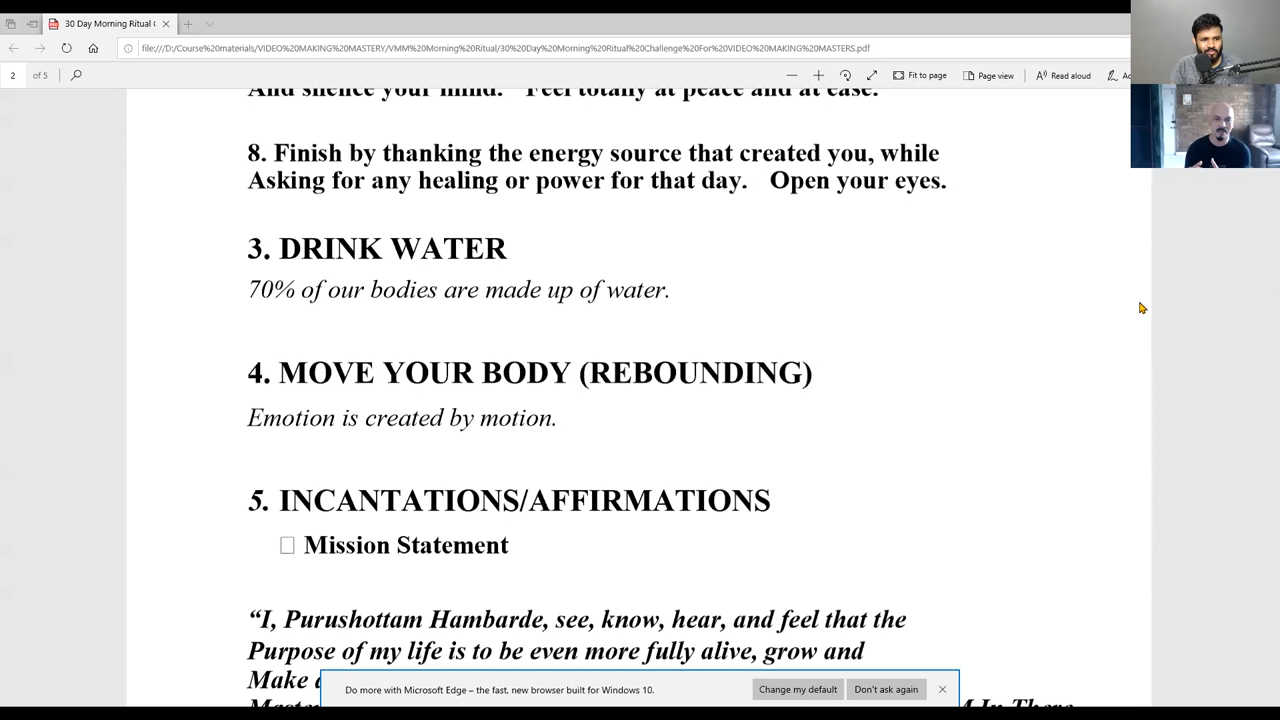 30 Day Morning Ritual C
file:///D:/Course%20materials/VIDEO%20MAKING%20MASTERY/VMM%20Morning%20Ritual/30%20Day%20Morning%20Ritual%20Challenge%20For%20VIDEO%20MAKING%20MASTERS.pdf
2 of 5 Fit to page Page view Read aloud
And silence your mind. Feel totally at peace and at ease.
8. Finish by thanking the energy source that created you, while
Asking for any healing or power for that day. Open your eyes.
3. DRINK WATER
70% of our bodies are made up of water.
4. MOVE YOUR BODY (REBOUNDING)
Emotion is created by motion.
5. INCANTATIONS/AFFIRMATIONS
Mission Statement
“I, Purushottam Hambarde, see, know, hear, and feel that the
Purpose of my life is to be even more fully alive, grow and
Make
Do more with Microsoft Edge – the fast, new browser built for Windows 10. Change my default Don't ask again
In There